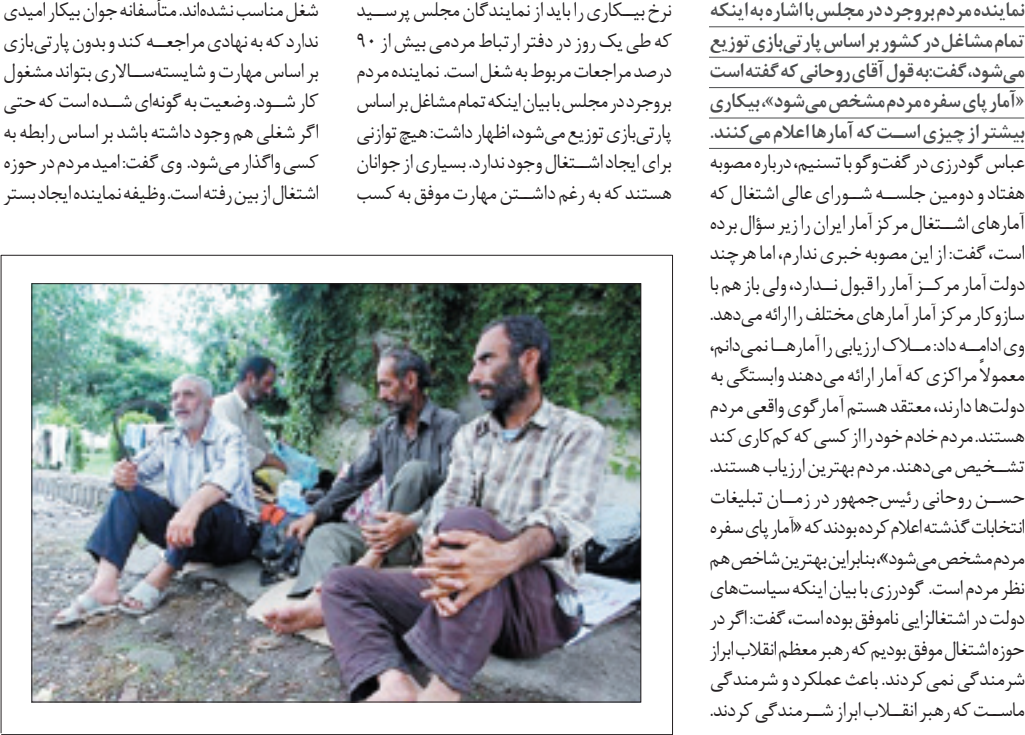 نماینده مردم بروجرد در مجلس با اشاره به اینکه
تمام مشاغل در کشور بر اساس پارتی‌بازی توزیع
می‌شود، گفت: به قول آقای روحانی که گفته است
«آمار پای سفره مردم مشخص می‌شود»، بیکاری
بیشتر از چیزی است که آمارها اعلام می‌کنند.
عباس گودرزی در گفت‌وگو با تسنیم، درباره مصوبه
هفتاد و دومین جلسه شورای عالی اشتغال که
آمارهای اشتغال مرکز آمار ایران را زیر سؤال برده
است، گفت: از این مصوبه خبری ندارم، اما هر چند
دولت آمار مرکز آمار را قبول ندارد، ولی باز هم با
سازوکار مرکز آمار آمارهای مختلف را ارائه می‌دهد.
وی ادامه داد: ملاک ارزیابی را آمارها نمی‌دانم،
معمولاً مراکزی که آمار ارائه می‌دهند وابستگی به
دولت‌ها دارند، معتقد هستم آمار گوی واقعی مردم
هستند. مردم خادم خود را از کسی که کم‌کاری کند
تشخیص می‌دهند. مردم بهترین ارزیاب هستند.
حسن روحانی رئیس‌جمهور در زمان تبلیغات
انتخابات گذشته اعلام کرده بودند که «آمار پای سفره
مردم مشخص می‌شود»، بنابراین بهترین شاخص هم
نظر مردم است. گودرزی با بیان اینکه سیاست‌های
دولت در اشتغالزایی ناموفق بوده است، گفت: اگر در
حوزه اشتغال موفق بودیم که رهبر معظم انقلاب ابراز
شرمندگی نمی‌کردند. باعث عملکرد و شرمندگی
ماست که رهبر انقلاب ابراز شرمندگی کردند.
نرخ بیکاری را باید از نمایندگان مجلس پرسید
که طی یک روز در دفتر ارتباط مردمی بیش از ۹۰
درصد مراجعات مربوط به شغل است. نماینده مردم
بروجرد در مجلس با بیان اینکه تمام مشاغل بر اساس
پارتی‌بازی توزیع می‌شود، اظهار داشت: هیچ توازنی
برای ایجاد اشتغال وجود ندارد. بسیاری از جوانان
هستند که به رغم داشتن مهارت موفق به کسب
شغل مناسب نشده‌اند. متأسفانه جوان بیکار امیدی
ندارد که به نهادی مراجعه کند و بدون پارتی‌بازی
بر اساس مهارت و شایسته‌سالاری بتواند مشغول
کار شود. وضعیت به گونه‌ای شده است که حتی
اگر شغلی هم وجود داشته باشد بر اساس رابطه به
کسی واگذار می‌شود. وی گفت: امید مردم در حوزه
اشتغال از بین رفته است. وظیفه نماینده ایجاد بستر